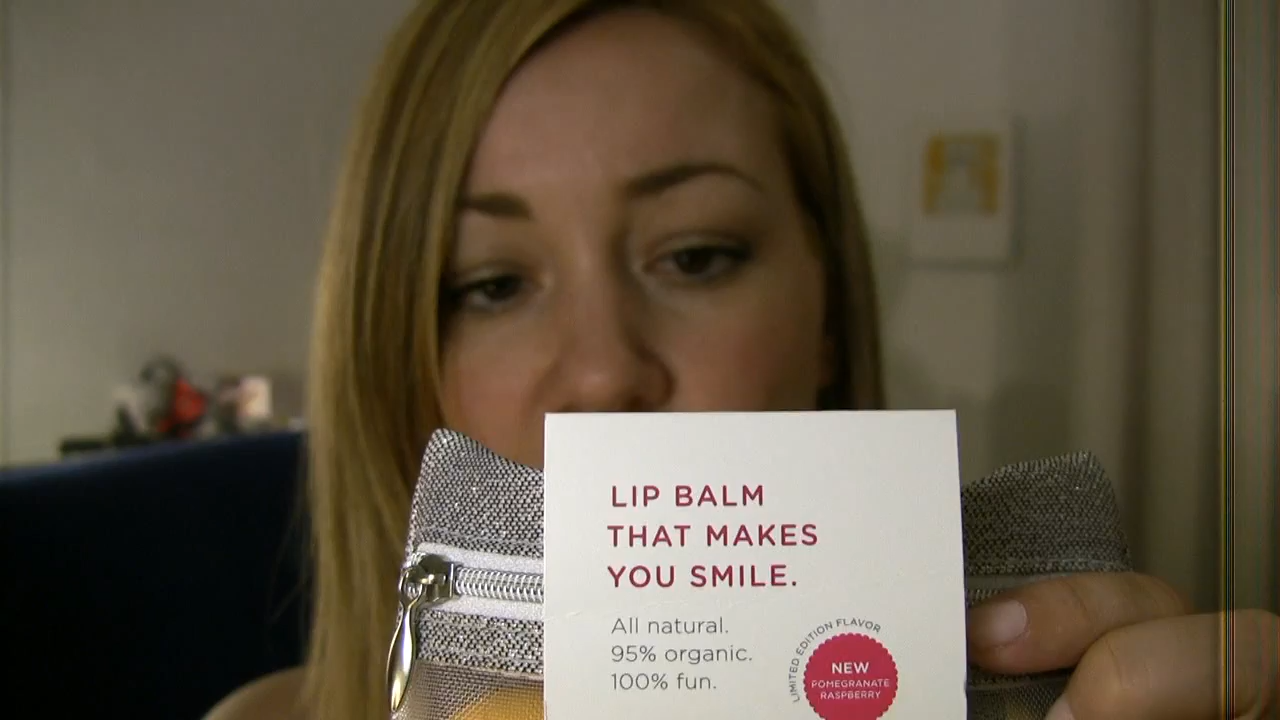 LIP BALM
THAT MAKES
YOU SMILE.
All natural.
95% organic.
100% fun.
LIMITED EDITION FLAVOR
NEW
POMEGRANATE
RASPBERRY